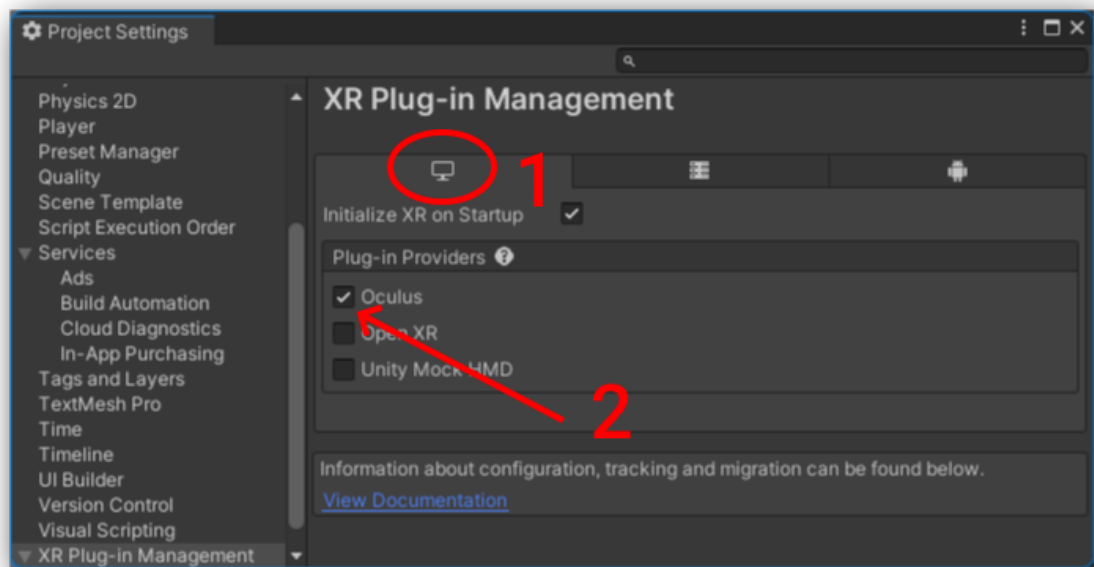 Project Settings
Physics 2D
Player
Preset Manager
Quality
Scene Template
Script Execution Order
Services
Ads
Build Automation
Cloud Diagnostics
In-App Purchasing
Tags and Layers
TextMesh Pro
Time
Timeline
UI Builder
Version Control
Visual Scripting
XR Plug-in Management
XR Plug-in Management
1
Initialize XR on Startup
Plug-in Providers ?
Oculus
Open XR
Unity Mock HMD
2
Information about configuration, tracking and migration can be found below.
View Documentation